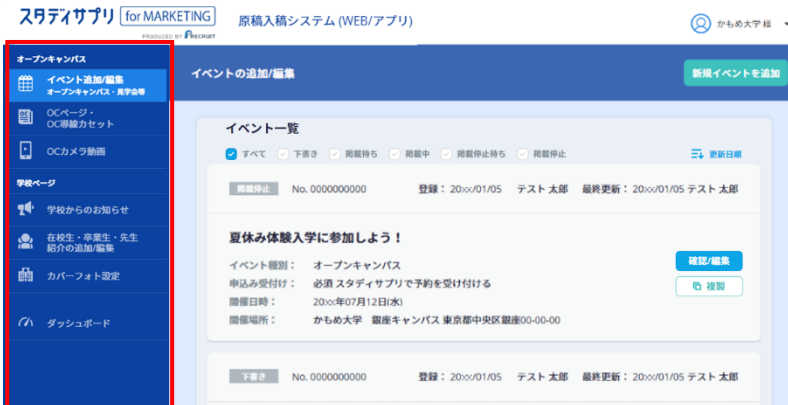 スタディサプリ for MARKETING
PRODUCED BY RECRUIT
原稿入稿システム (WEB/アプリ)
かもめ大学 様
オープンキャンパス
イベント追加/編集
オープンキャンパス・見学会等
OCページ・
OC導線カセット
OCカメラ動画
学校ページ
学校からのお知らせ
在校生・卒業生・先生
紹介の追加/編集
カバーフォト設定
ダッシュボード
イベントの追加/編集
新規イベントを追加
イベント一覧
すべて 下書き 掲載待ち 掲載中 掲載停止待ち 掲載停止
更新日順
掲載停止 No. 0000000000 登録： 20××/01/05 テスト 太郎 最終更新： 20××/01/05 テスト 太郎
夏休み体験入学に参加しよう！
イベント種別： オープンキャンパス
申込み受付け： 必須 スタディサプリで予約を受け付ける
開催日時： 20××年07月12日(水)
開催場所： かもめ大学 銀座キャンパス 東京都中央区銀座00-00-00
確認/編集
複製
下書き No. 0000000000 登録： 20××/01/05 テスト 太郎 最終更新： 20××/01/05 テスト 太郎